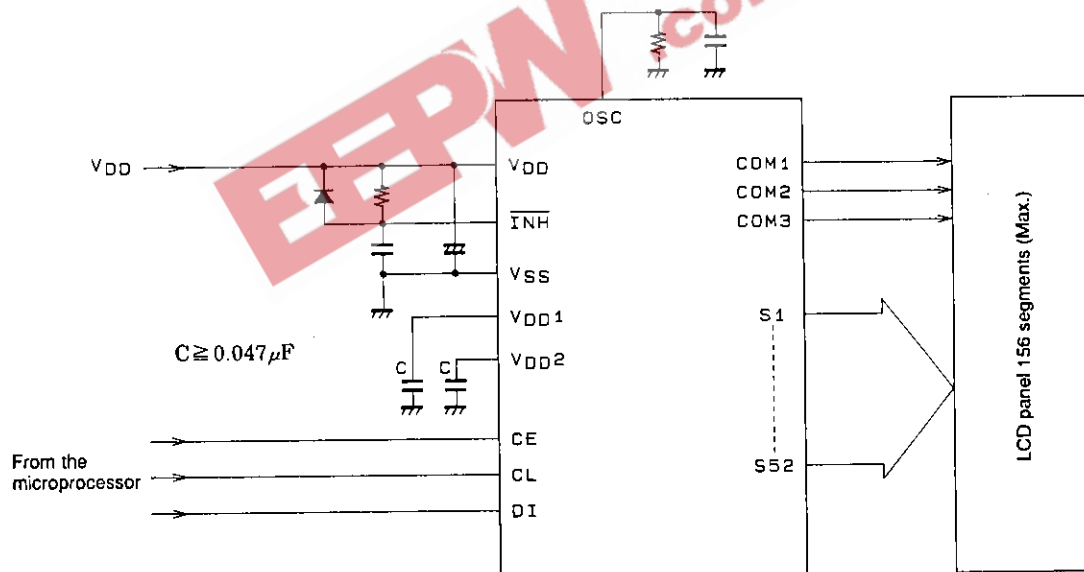 EEPW .com
OSC
VDD
VDD
INH
VSS
VDD1
VDD2
C≧0.047μF
C
C
CE
CL
DI
From the
microprocessor
COM1
COM2
COM3
S1
S52
LCD panel 156 segments (Max.)